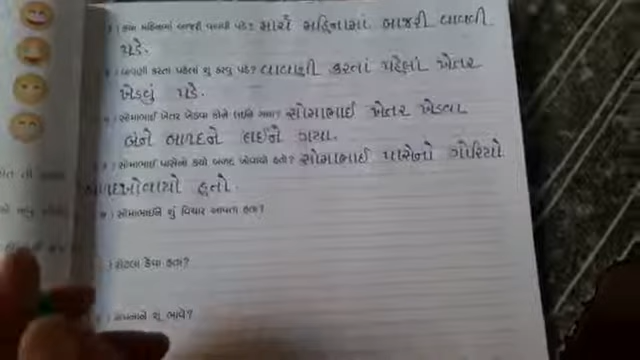 કયા મહિનામાં બાજરી વાવવી પડે? માર્ચ મહિનામાં બાજરી વાવવી
પડે.
વાવણી કરતા પહેલાં શું કરવું પડે? વાવણી કરતાં પહેલાં ખેતર
ખેડવું પડે.
સોમાભાઈ ખેતર ખેડવા કોને લઈને ગયા? સોમાભાઈ ખેતર ખેડવા
બંને બળદને લઈને ગયા.
સોમાભાઈ પાસેનો કયો બળદ ખોવાયો હતો? સોમાભાઈ પાસેનો ગોરિયો
બળદ ખોવાયો હતો.
સોમાભાઈને શું વિચાર આવતા હતા?
રોટલા કેવા હતા?
શું ભાવે?